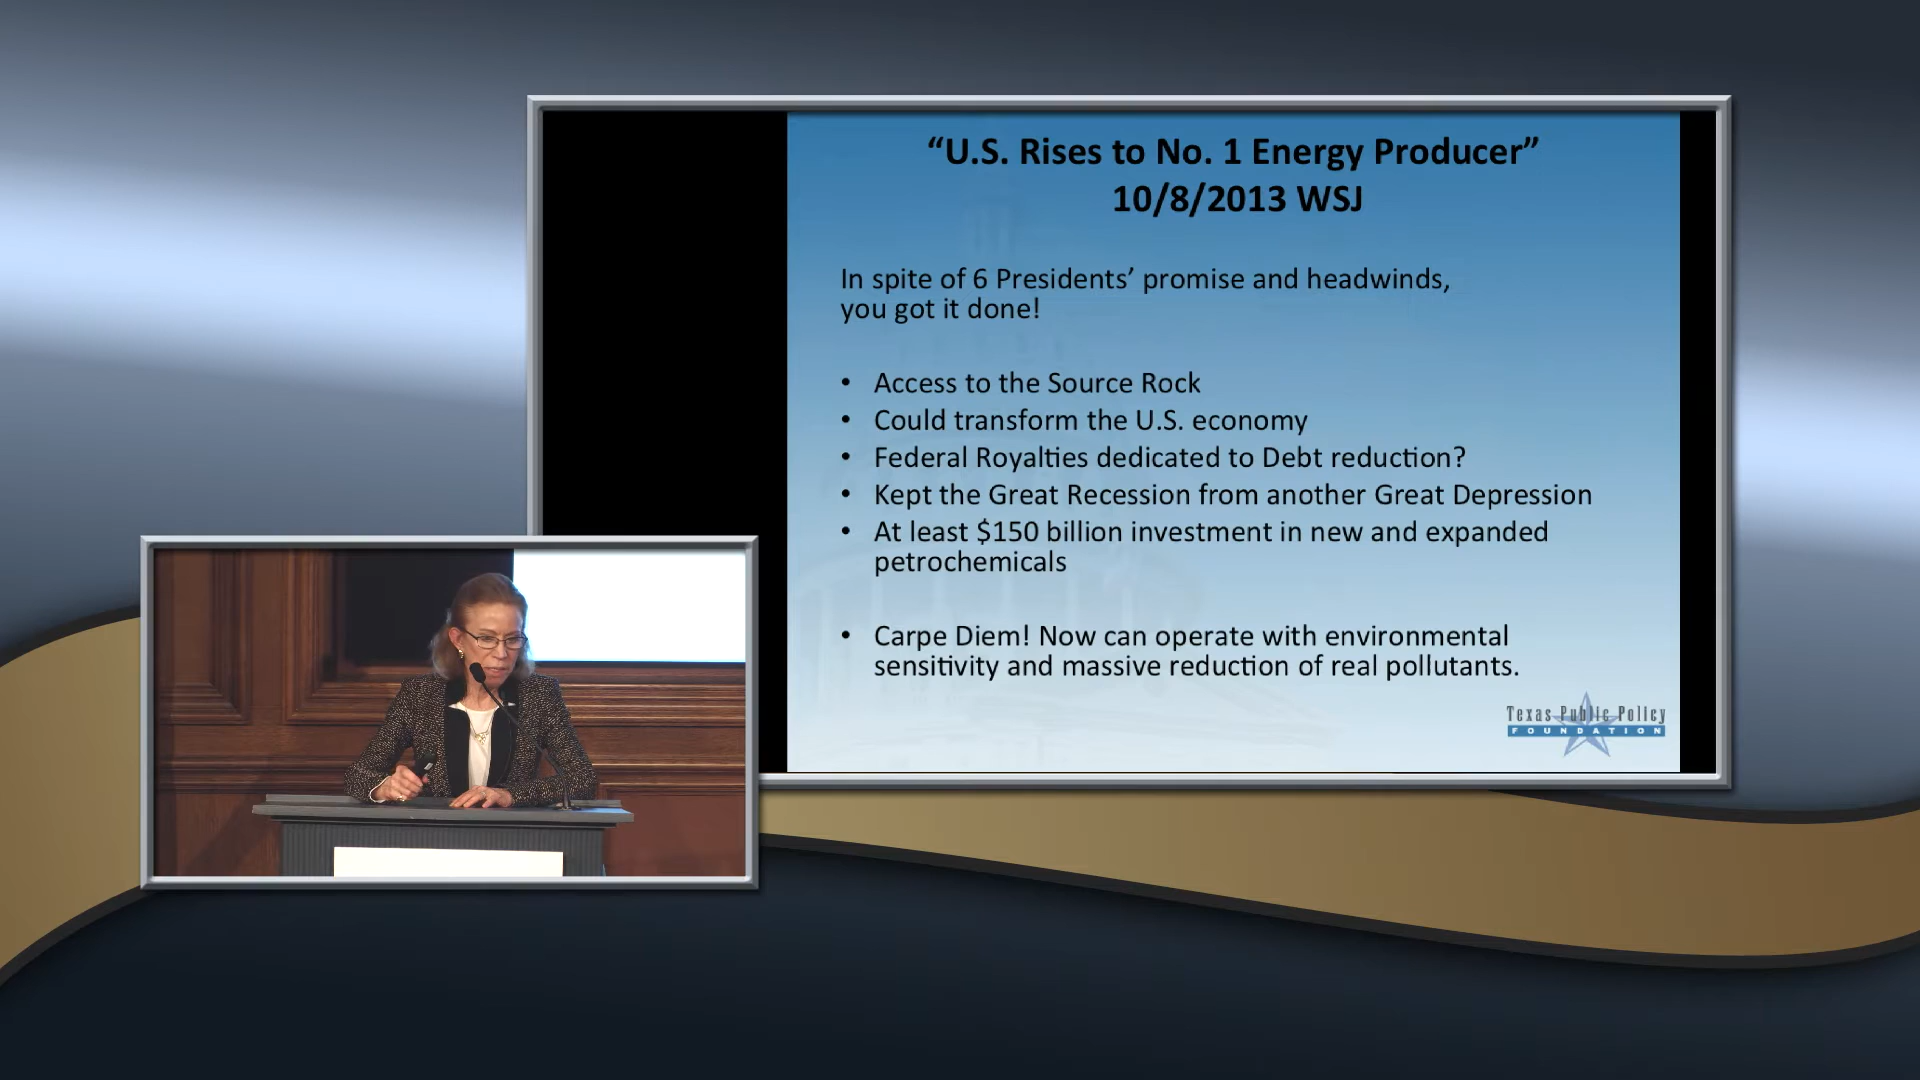 “U.S. Rises to No. 1 Energy Producer”
10/8/2013 WSJ
In spite of 6 Presidents’ promise and headwinds,
you got it done!
• Access to the Source Rock
• Could transform the U.S. economy
• Federal Royalties dedicated to Debt reduction?
• Kept the Great Recession from another Great Depression
• At least $150 billion investment in new and expanded
petrochemicals
• Carpe Diem! Now can operate with environmental
sensitivity and massive reduction of real pollutants.
Texas Public Policy
FOUNDATION